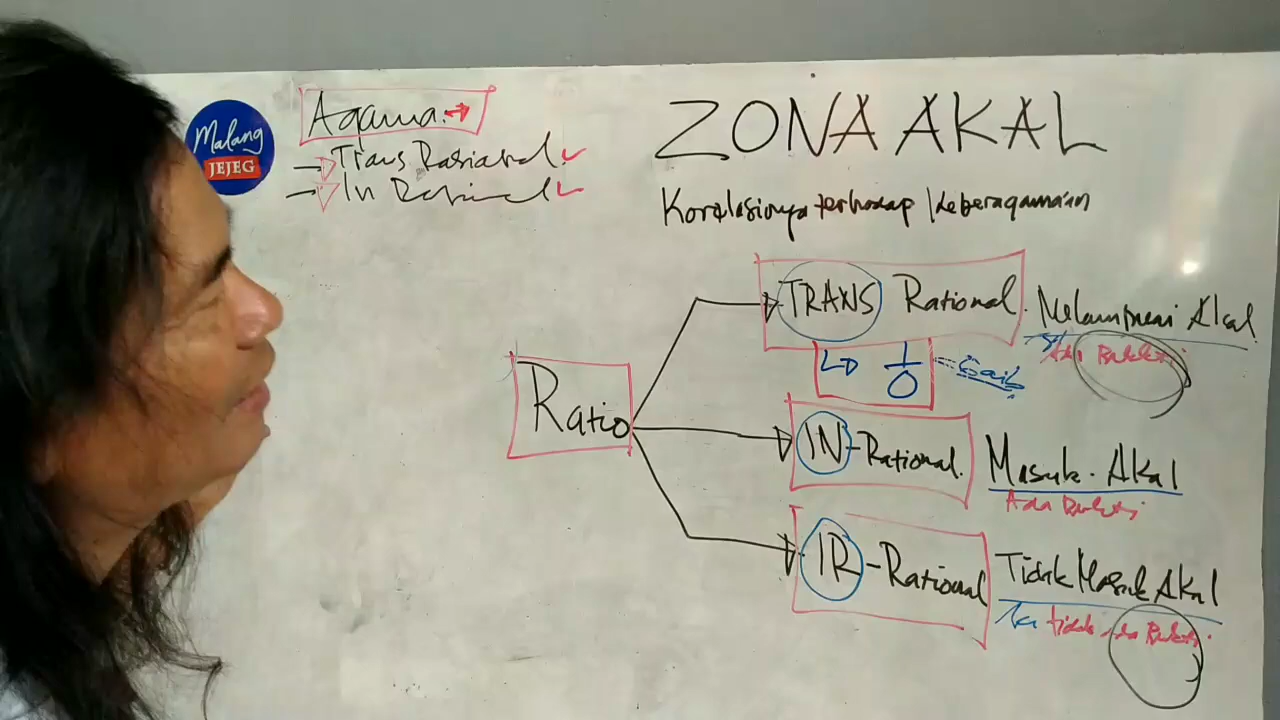 Malang
JEJEG
Agama
Trans Rasional
In Rasional
ZONA AKAL
Korelasinya terhadap Keberagamaan
Ratio
TRANS Rational
Melampaui Akal
Ada Bukti
1
0
Gaib
IN-Rational
Masuk Akal
Ada Bukti
IR-Rational
Tidak Masuk Akal
tidak ada Bukti